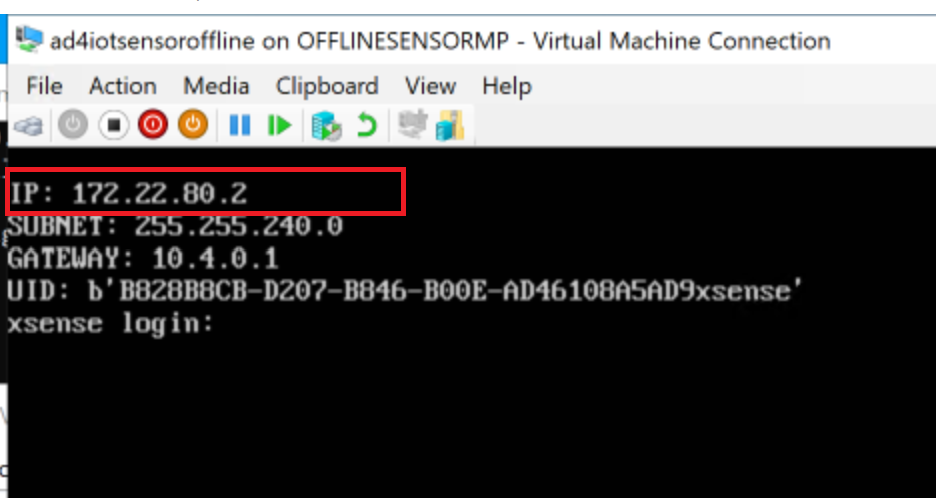 ad4iotsensoroffline on OFFLINESENSORMP - Virtual Machine Connection
File Action Media Clipboard View Help
IP: 172.22.80.2
SUBNET: 255.255.240.0
GATEWAY: 10.4.0.1
UID: b'B828B8CB-D207-B846-B00E-AD46108A5AD9xsense'
xsense login: